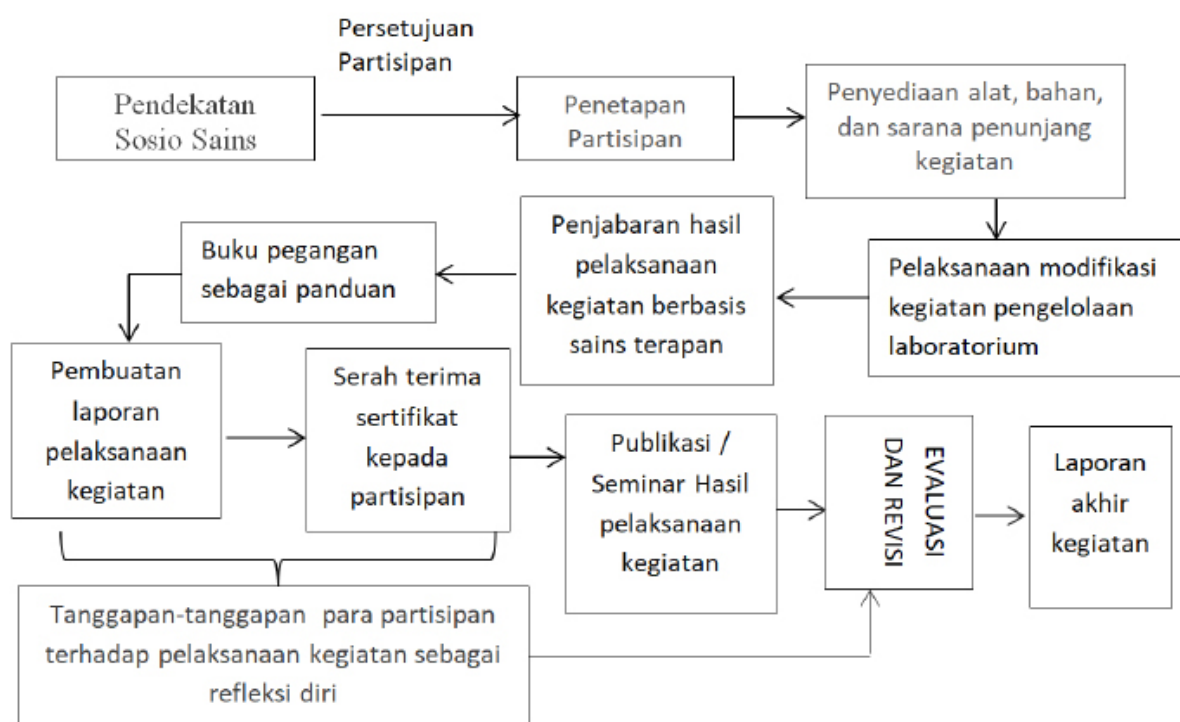 Persetujuan
Partisipan
Pendekatan
Sosio Sains
Penetapan
Partisipan
Penyediaan alat, bahan,
dan sarana penunjang
kegiatan
Pelaksanaan modifikasi
kegiatan pengelolaan
laboratorium
Penjabaran hasil
pelaksanaan
kegiatan berbasis
sains terapan
Buku pegangan
sebagai panduan
Pembuatan
laporan
pelaksanaan
kegiatan
Serah terima
sertifikat
kepada
partisipan
Publikasi /
Seminar Hasil
pelaksanaan
kegiatan
EVALUASI
DAN REVISI
Laporan
akhir
kegiatan
Tanggapan-tanggapan para partisipan
terhadap pelaksanaan kegiatan sebagai
refleksi diri